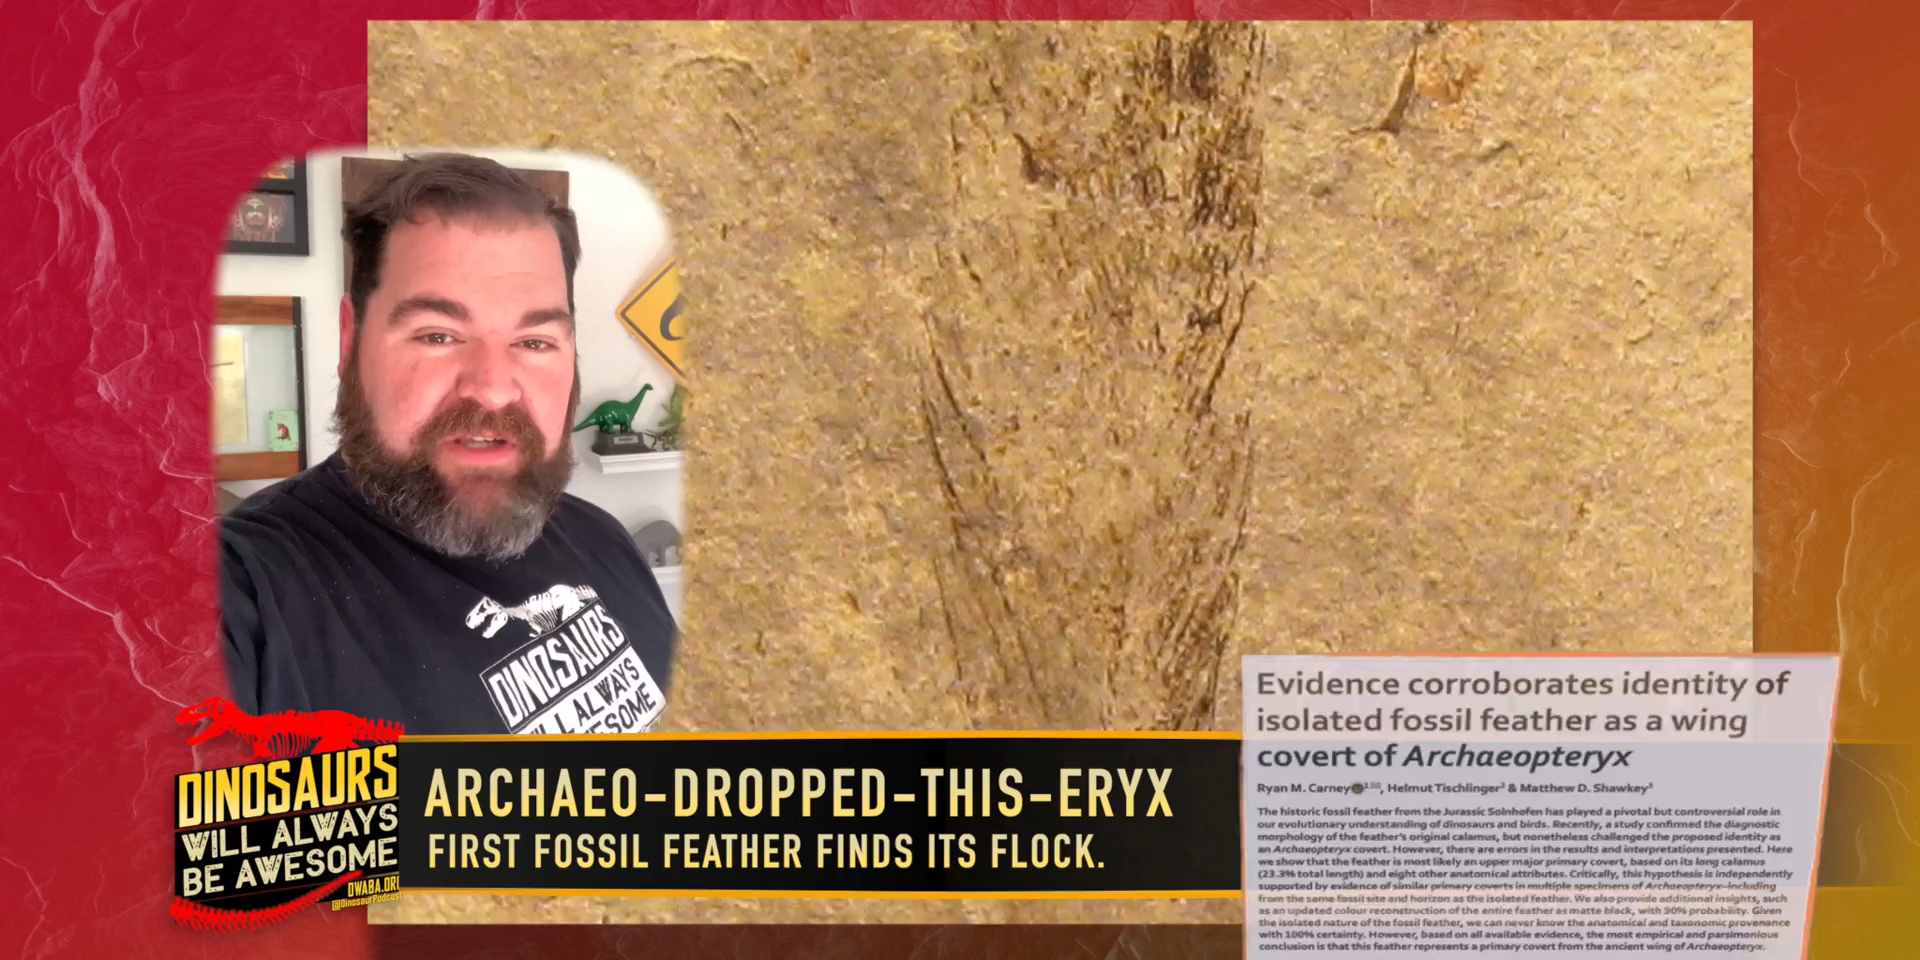 DINOSAURS
WILL ALWAYS
AWESOME
DINOSAURS
WILL ALWAYS
BE AWESOME
DWABA.ORG
@DinosaurPodcast
ARCHAEO-DROPPED-THIS-ERYX
FIRST FOSSIL FEATHER FINDS ITS FLOCK.
Evidence corroborates identity of
isolated fossil feather as a wing
covert of Archaeopteryx
Ryan M. Carney, Helmut Tischlinger & Matthew D. Shawkey
The historic fossil feather from the Jurassic Solnhofen has played a pivotal but controversial role in
our evolutionary understanding of dinosaurs and birds. Recently, a study confirmed the diagnostic
morphology of the feather's original calamus, but nonetheless challenged the proposed identity as
an Archaeopteryx covert. However, there are errors in the results and interpretations presented. Here
we show that the feather is most likely an upper major primary covert, based on its long calamus
(23.3% total length) and eight other anatomical attributes. Critically, this hypothesis is independently
supported by evidence of similar primary coverts in multiple specimens of Archaeopteryx–including
from the same fossil site and horizon as the isolated feather. We also provide additional insights, such
as an updated colour reconstruction of the entire feather as matte black, with 90% probability. Given
the isolated nature of the fossil feather, we can never know the anatomical and taxonomic provenance
with 100% certainty. However, based on all available evidence, the most empirical and parsimonious
conclusion is that this feather represents a primary covert from the ancient wing of Archaeopteryx.